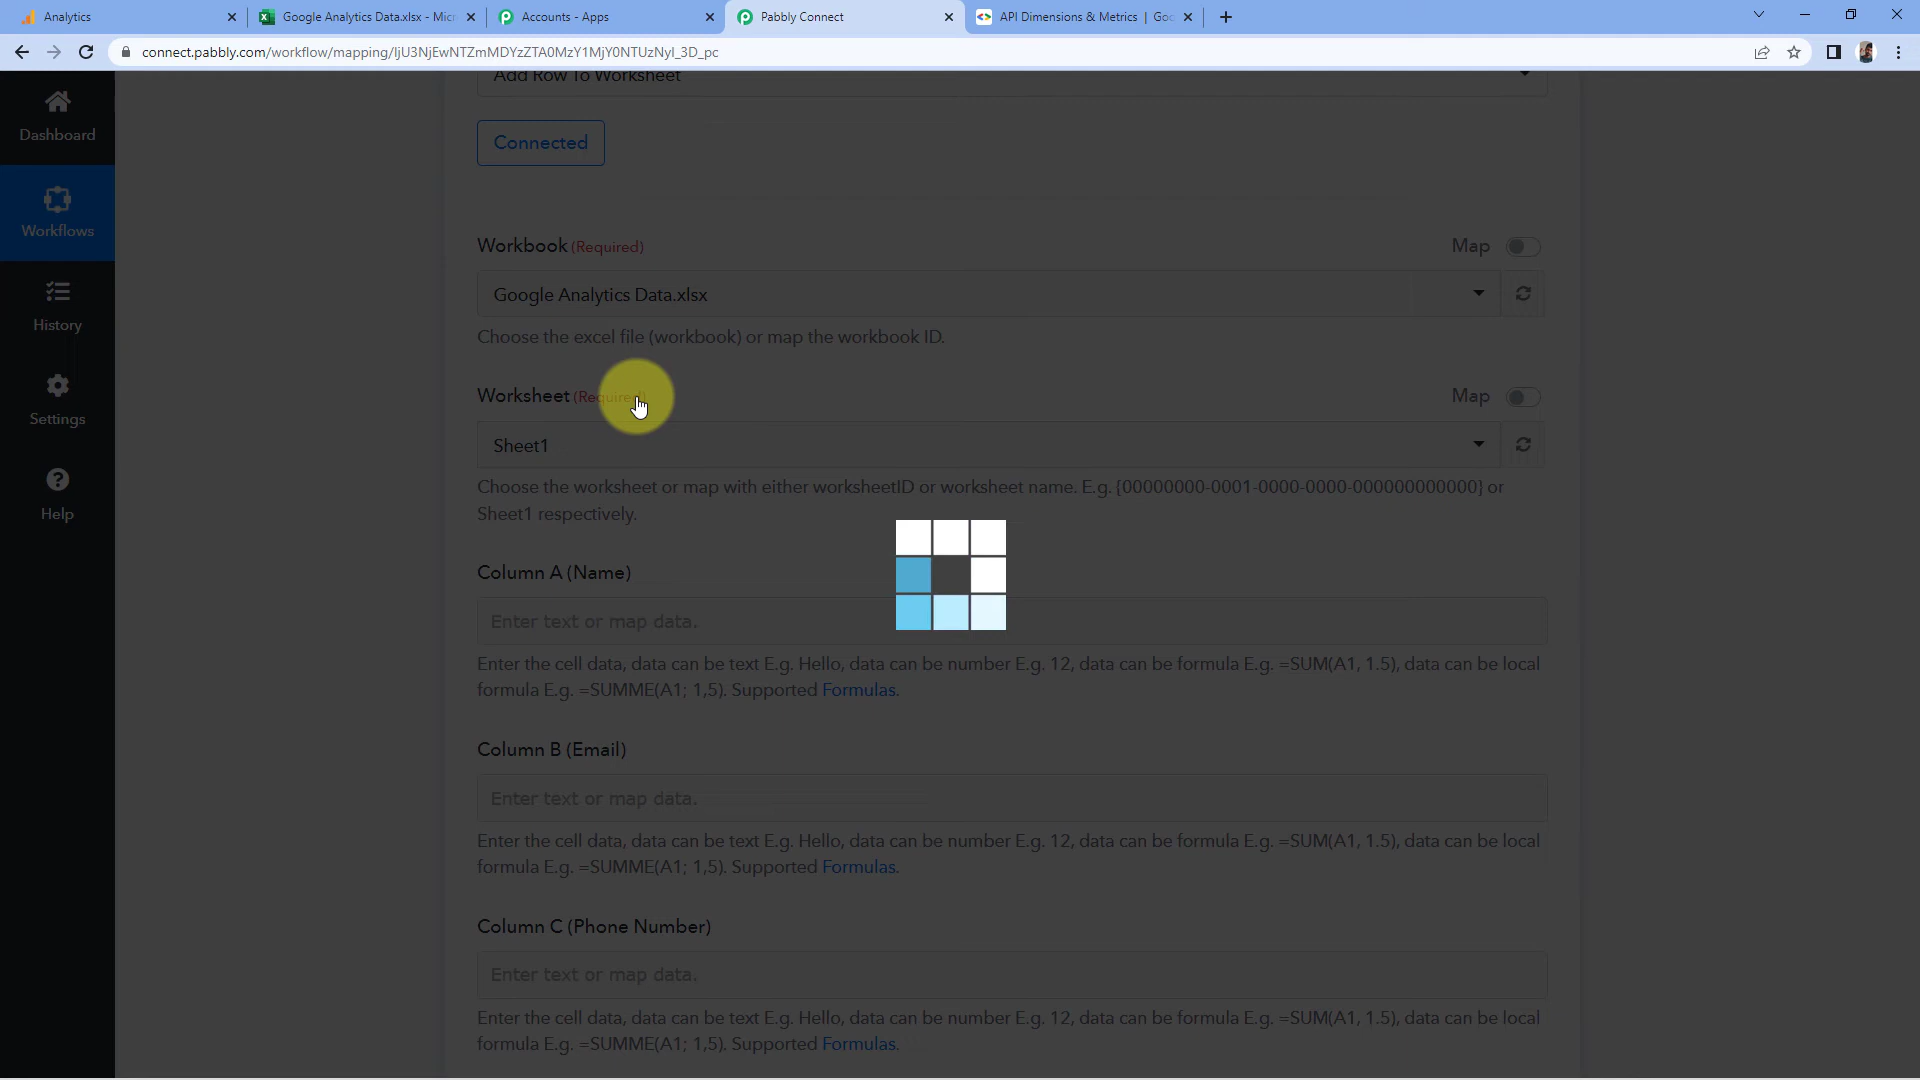 Analytics
Google Analytics Data.xlsx - Micr
Accounts - Apps
Pabbly Connect
API Dimensions & Metrics | Goo
connect.pabbly.com/workflow/mapping/IjU3NjEwNTZmMDYzZTA0MzY1MjY0NTUzNyI_3D_pc
Add Row To Worksheet
Dashboard
Connected
Workflows
Workbook (Required)
Map
Google Analytics Data.xlsx
History
Choose the excel file (workbook) or map the workbook ID.
Worksheet (Required)
Map
Settings
Sheet1
Choose the worksheet or map with either worksheetID or worksheet name. E.g. {00000000-0001-0000-0000-000000000000} or
Sheet1 respectively.
Help
Column A (Name)
Enter text or map data.
Enter the cell data, data can be text E.g. Hello, data can be number E.g. 12, data can be formula E.g. =SUM(A1, 1.5), data can be local
formula E.g. =SUMME(A1; 1,5). Supported Formulas.
Column B (Email)
Enter text or map data.
Enter the cell data, data can be text E.g. Hello, data can be number E.g. 12, data can be formula E.g. =SUM(A1, 1.5), data can be local
formula E.g. =SUMME(A1; 1,5). Supported Formulas.
Column C (Phone Number)
Enter text or map data.
Enter the cell data, data can be text E.g. Hello, data can be number E.g. 12, data can be formula E.g. =SUM(A1, 1.5), data can be local
formula E.g. =SUMME(A1; 1,5). Supported Formulas.